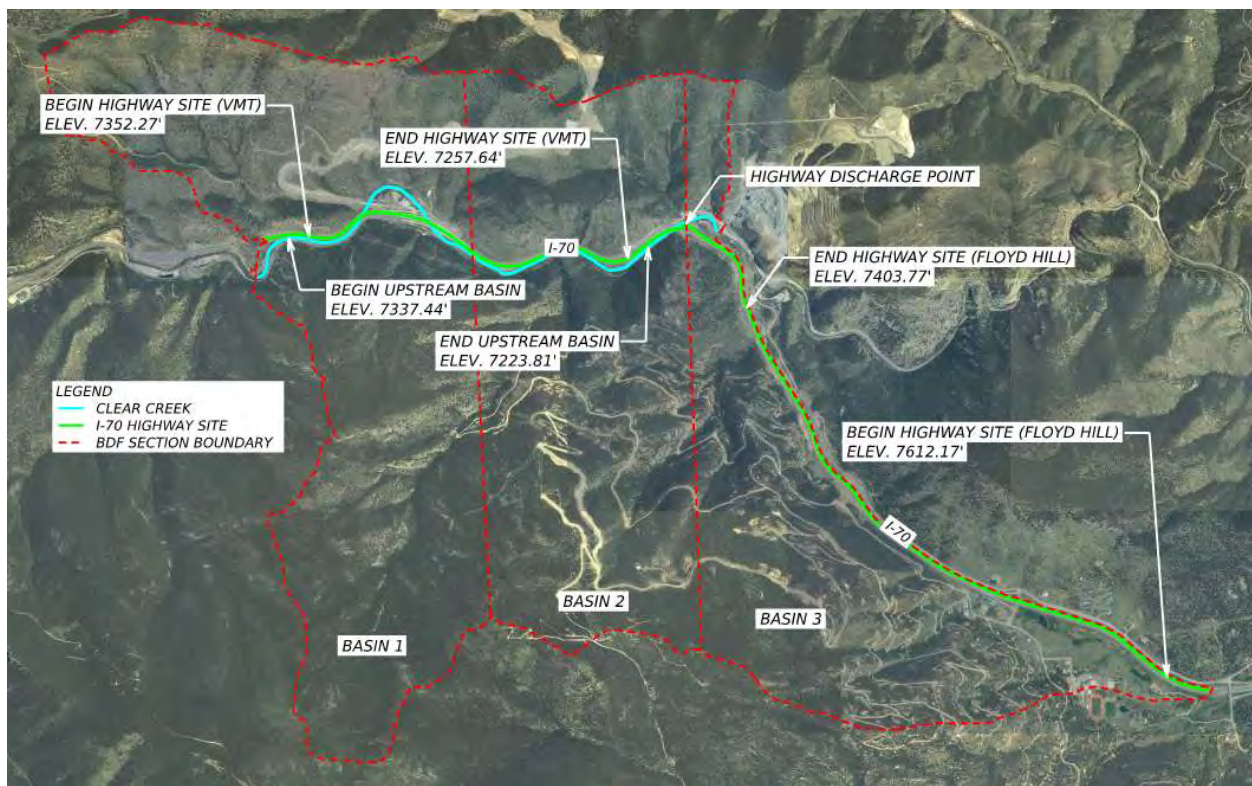 BEGIN HIGHWAY SITE (VMT)
ELEV. 7352.27'
END HIGHWAY SITE (VMT)
ELEV. 7257.64'
HIGHWAY DISCHARGE POINT
I-70
END HIGHWAY SITE (FLOYD HILL)
ELEV. 7403.77'
BEGIN UPSTREAM BASIN
ELEV. 7337.44'
END UPSTREAM BASIN
ELEV. 7223.81'
LEGEND
CLEAR CREEK
I-70 HIGHWAY SITE
BDF SECTION BOUNDARY
BEGIN HIGHWAY SITE (FLOYD HILL)
ELEV. 7612.17'
I-70
BASIN 2
BASIN 3
BASIN 1